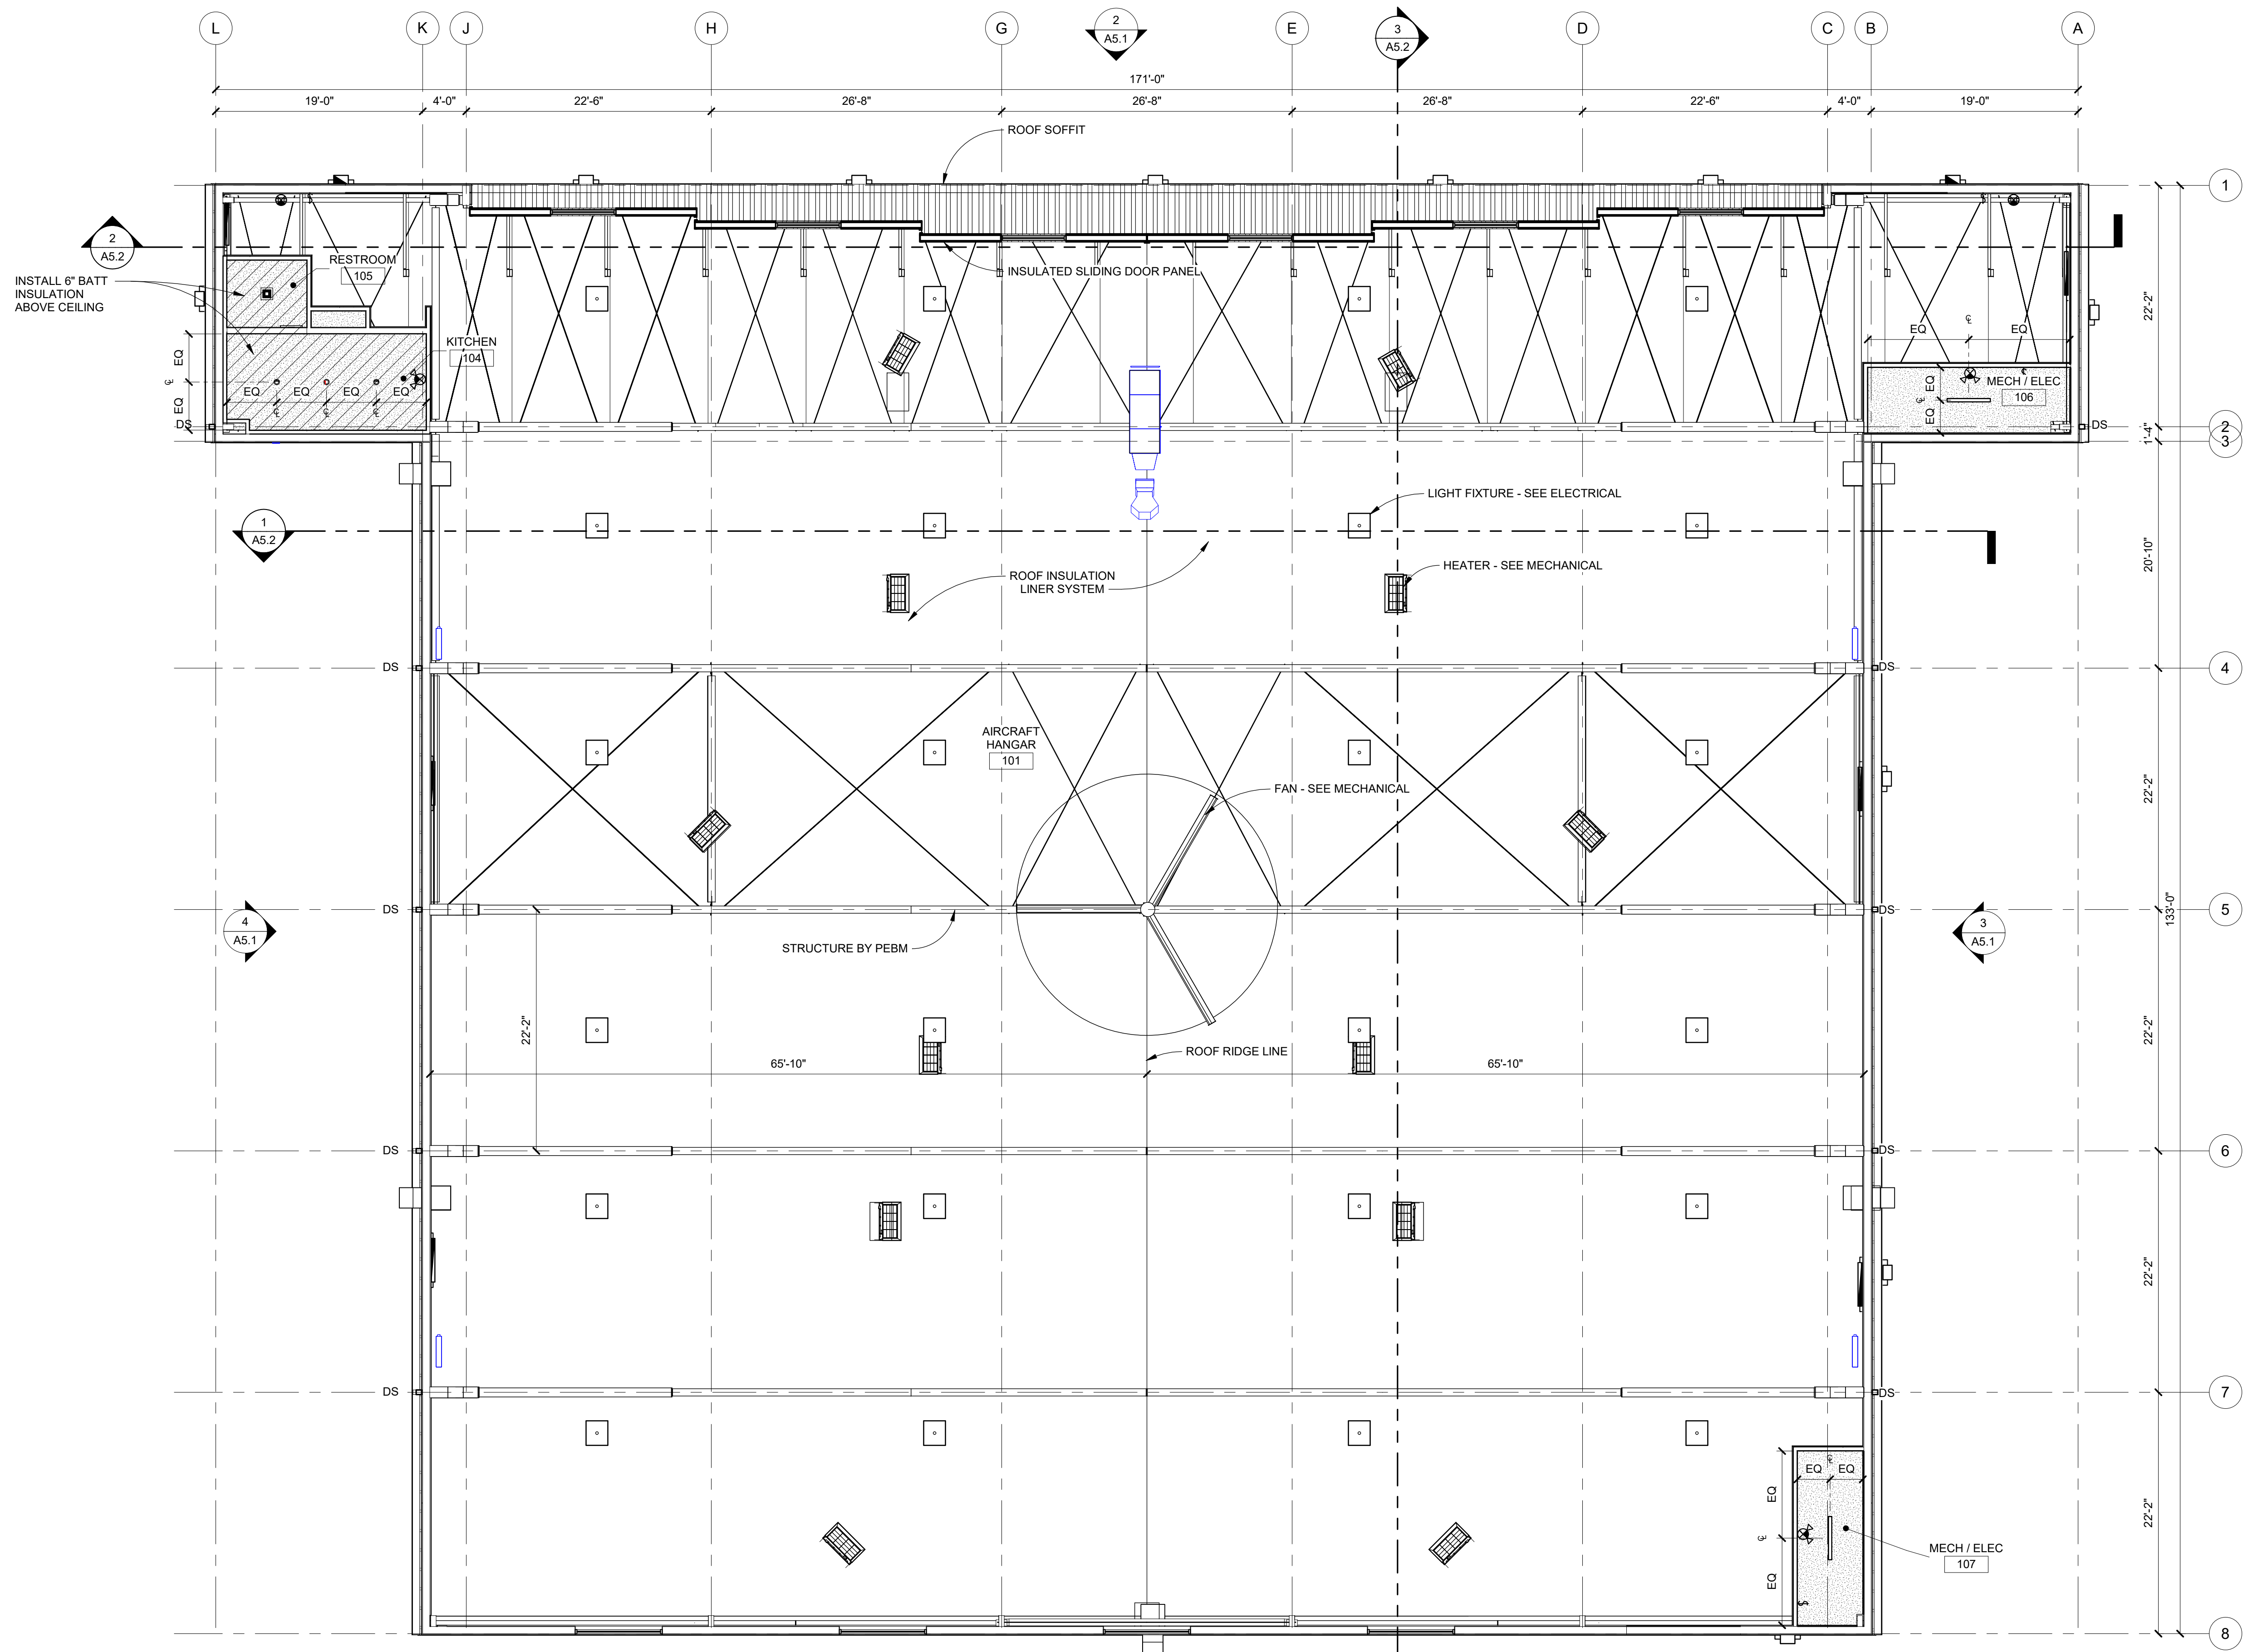 L
K
J
H
G
2
A5.1
E
3
A5.2
D
C
B
A
171'-0"
19'-0"
4'-0"
22'-6"
26'-8"
26'-8"
26'-8"
22'-6"
4'-0"
19'-0"
ROOF SOFFIT
1
2
A5.2
RESTROOM
105
INSTALL 6" BATT
INSULATION
ABOVE CEILING
INSULATED SLIDING DOOR PANEL
22'-2"
EQ
EQ
KITCHEN
104
EQ
EQ
EQ
EQ
EQ
EQ
MECH / ELEC
106
EQ
EQ
DS
DS
2
1'-4"
3
LIGHT FIXTURE - SEE ELECTRICAL
1
A5.2
20'-10"
HEATER - SEE MECHANICAL
ROOF INSULATION
LINER SYSTEM
DS
DS
4
AIRCRAFT
HANGAR
101
22'-2"
FAN - SEE MECHANICAL
DS
DS
5
133'-0"
4
A5.1
3
A5.1
STRUCTURE BY PEBM
22'-2"
22'-2"
ROOF RIDGE LINE
65'-10"
65'-10"
DS
DS
6
22'-2"
DS
DS
7
EQ
EQ
EQ
22'-2"
MECH / ELEC
107
EQ
8